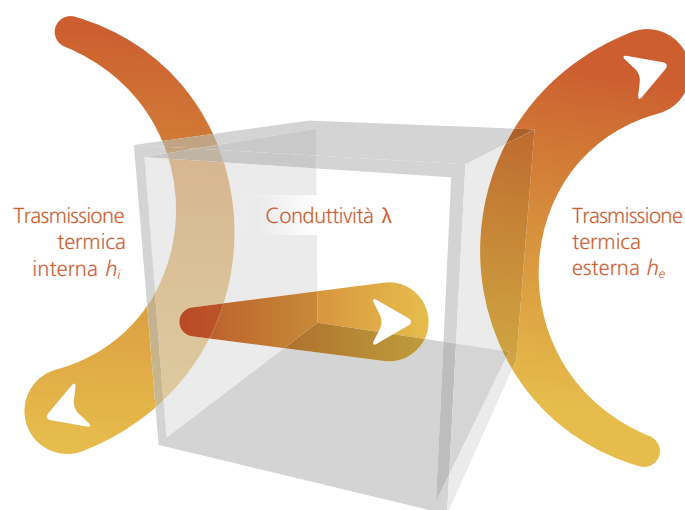 Trasmissione
termica
interna hᵢ
Conduttività λ
Trasmissione
termica
esterna hₑ